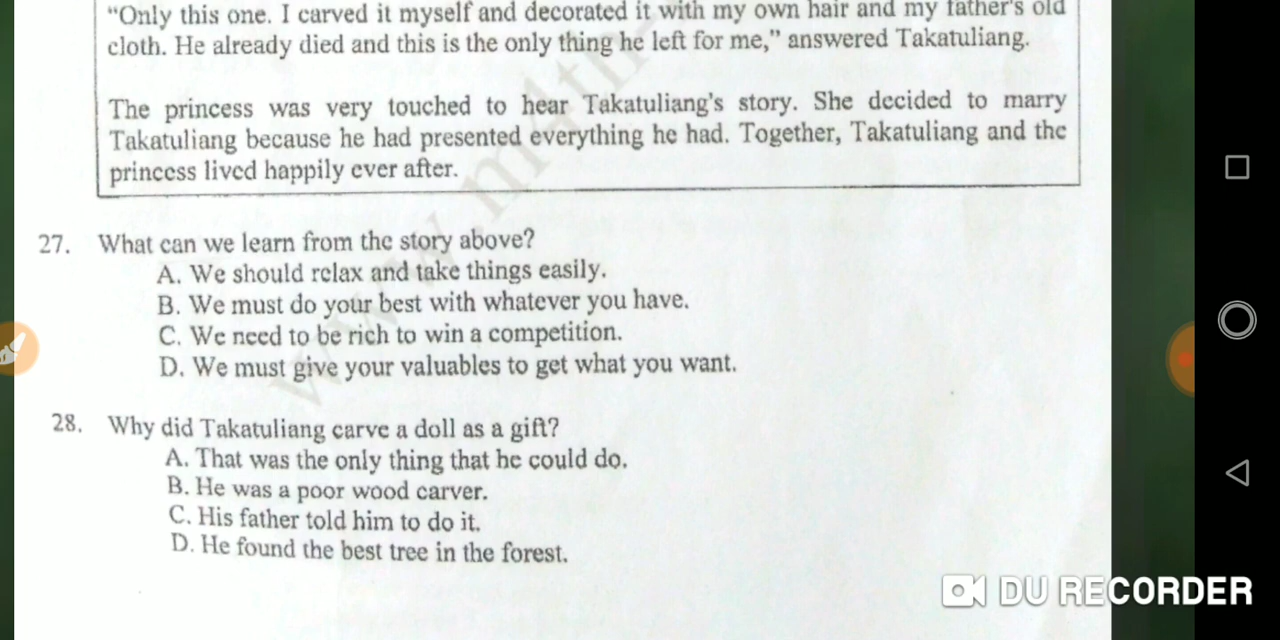 “Only this one. I carved it myself and decorated it with my own hair and my father's old
cloth. He already died and this is the only thing he left for me,” answered Takatuliang.
The princess was very touched to hear Takatuliang's story. She decided to marry
Takatuliang because he had presented everything he had. Together, Takatuliang and the
princess lived happily ever after.
27. What can we learn from the story above?
A. We should relax and take things easily.
B. We must do your best with whatever you have.
C. We need to be rich to win a competition.
D. We must give your valuables to get what you want.
28. Why did Takatuliang carve a doll as a gift?
A. That was the only thing that he could do.
B. He was a poor wood carver.
C. His father told him to do it.
D. He found the best tree in the forest.
DU RECORDER